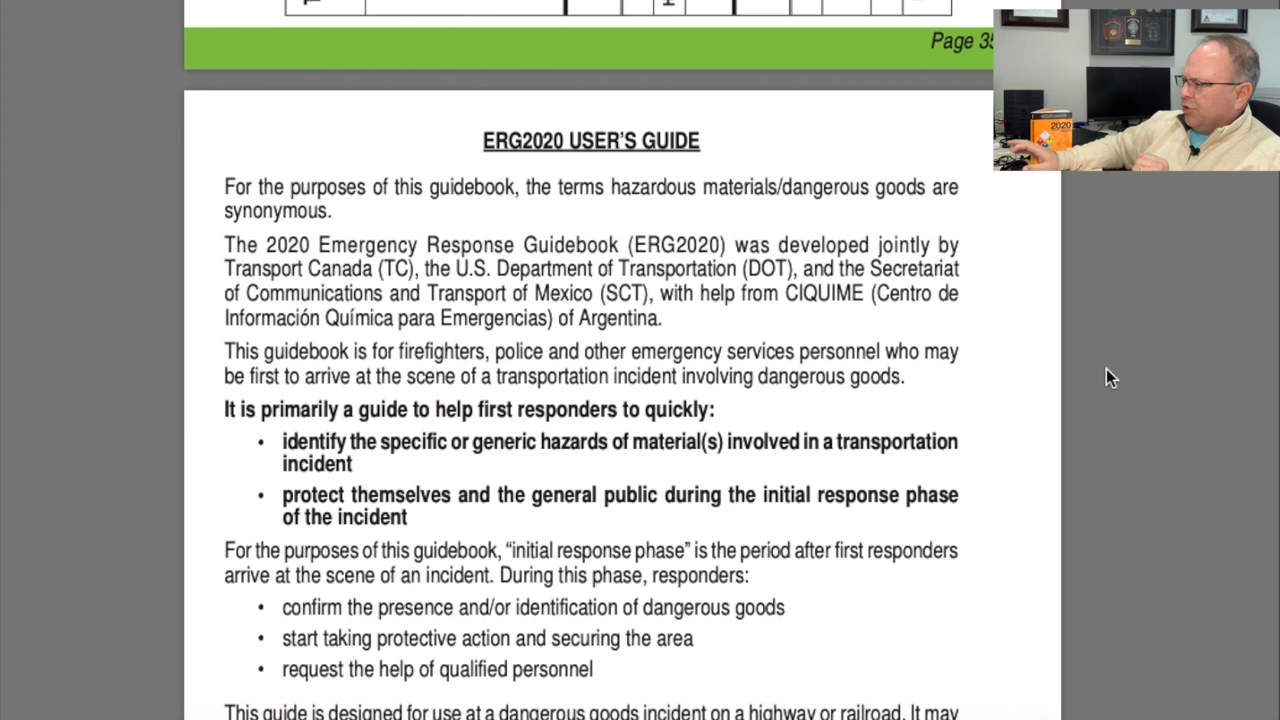 Page 35
ERG2020 USER'S GUIDE
For the purposes of this guidebook, the terms hazardous materials/dangerous goods are
synonymous.
The 2020 Emergency Response Guidebook (ERG2020) was developed jointly by
Transport Canada (TC), the U.S. Department of Transportation (DOT), and the Secretariat
of Communications and Transport of Mexico (SCT), with help from CIQUIME (Centro de
Información Química para Emergencias) of Argentina.
This guidebook is for firefighters, police and other emergency services personnel who may
be first to arrive at the scene of a transportation incident involving dangerous goods.
It is primarily a guide to help first responders to quickly:
• identify the specific or generic hazards of material(s) involved in a transportation
incident
• protect themselves and the general public during the initial response phase
of the incident
For the purposes of this guidebook, “initial response phase” is the period after first responders
arrive at the scene of an incident. During this phase, responders:
• confirm the presence and/or identification of dangerous goods
• start taking protective action and securing the area
• request the help of qualified personnel
This guide is designed for use at a dangerous goods incident on a highway or railroad. It may
2020